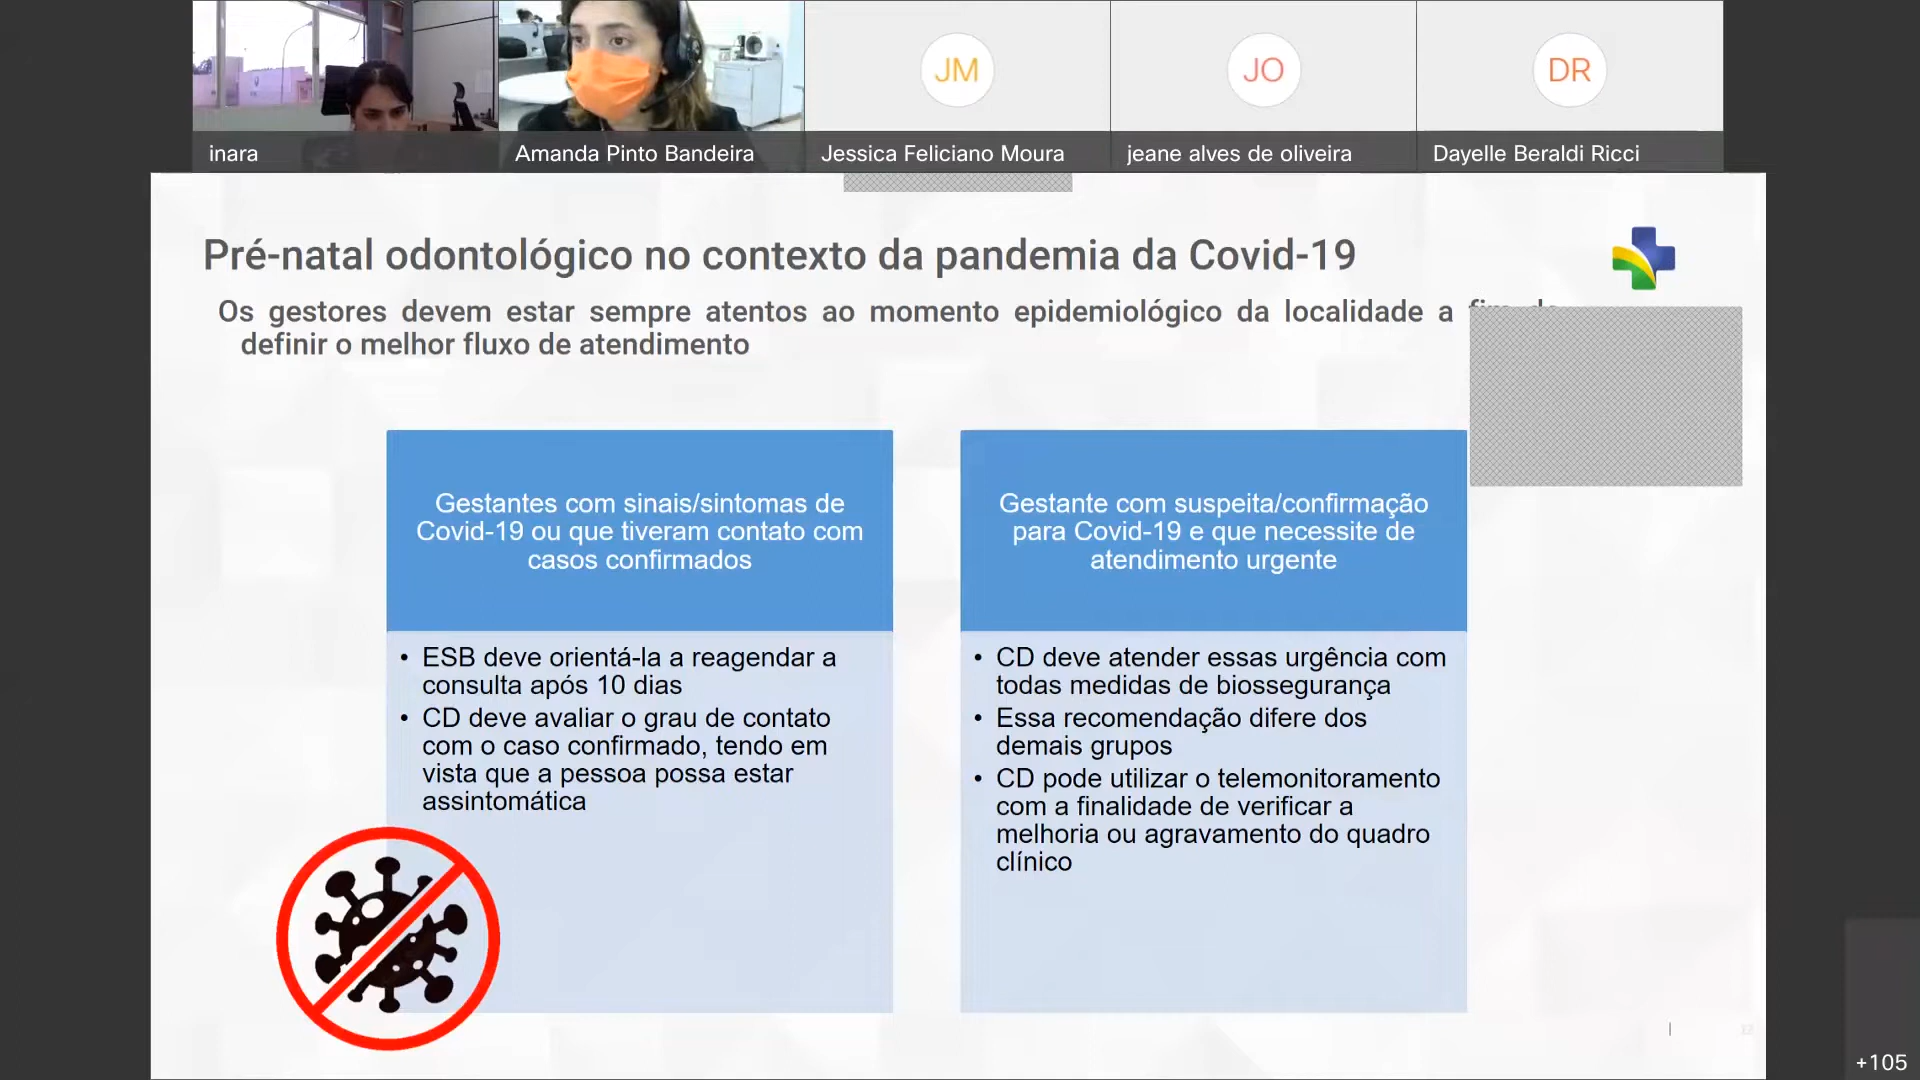 JM
JO
DR
inara
Amanda Pinto Bandeira
Jessica Feliciano Moura
jeane alves de oliveira
Dayelle Beraldi Ricci
Pré-natal odontológico no contexto da pandemia da Covid-19
Os gestores devem estar sempre atentos ao momento epidemiológico da localidade a
definir o melhor fluxo de atendimento
Gestantes com sinais/sintomas de
Covid-19 ou que tiveram contato com
casos confirmados
• ESB deve orientá-la a reagendar a
consulta após 10 dias
• CD deve avaliar o grau de contato
com o caso confirmado, tendo em
vista que a pessoa possa estar
assintomática
Gestante com suspeita/confirmação
para Covid-19 e que necessite de
atendimento urgente
• CD deve atender essas urgência com
todas medidas de biossegurança
• Essa recomendação difere dos
demais grupos
• CD pode utilizar o telemonitoramento
com a finalidade de verificar a
melhoria ou agravamento do quadro
clínico
+105